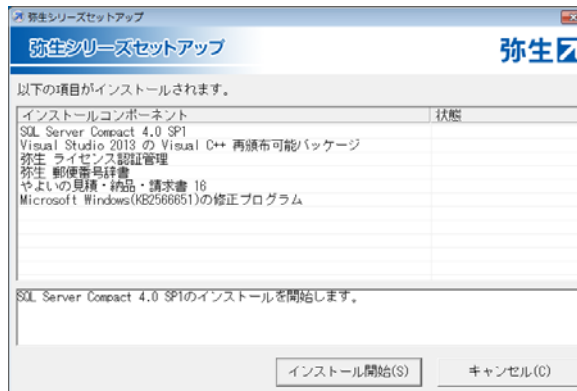 弥生シリーズセットアップ
弥生シリーズセットアップ
弥生
以下の項目がインストールされます。
インストールコンポーネント 状態
SQL Server Compact 4.0 SP1
Visual Studio 2013 の Visual C++ 再頒布可能パッケージ
弥生 ライセンス認証管理
弥生 郵便番号辞書
やよいの見積・納品・請求書 16
Microsoft Windows(KB2566651)の修正プログラム
SQL Server Compact 4.0 SP1のインストールを開始します。
インストール開始(S) キャンセル(C)